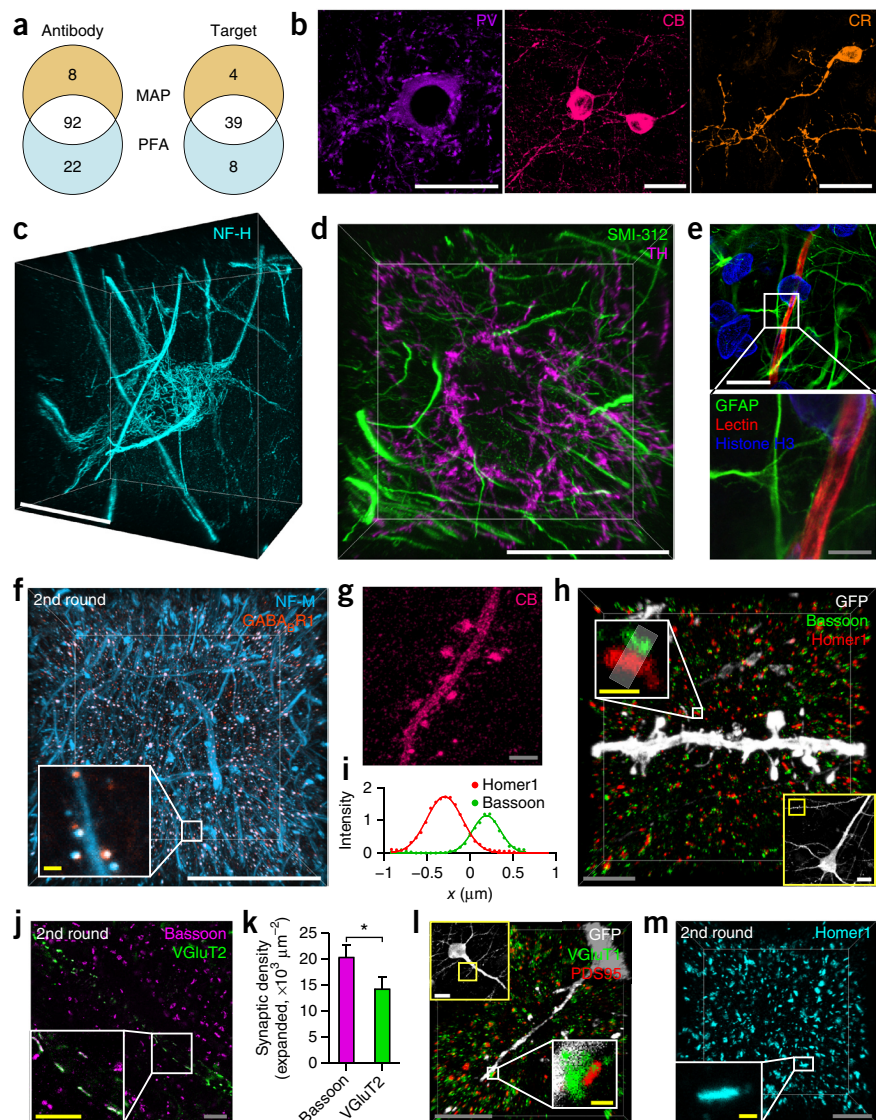 a
Antibody
Target
8
4
MAP
92
39
PFA
22
8
b
PV
CB
CR
c
NF-H
d
SMI-312
TH
e
GFAP
Lectin
Histone H3
f
2nd round
NF-M
GABABR1
g
CB
h
GFP
Bassoon
Homer1
i
Intensity
2
1
0
Homer1
Bassoon
−1
−0.5
0
0.5
1
x (μm)
j
2nd round
Bassoon
VGluT2
k
Synaptic density
(expanded, ×10³ μm⁻²)
25
20
15
10
5
0
*
Bassoon
VGluT2
l
GFP
VGluT1
PDS95
m
2nd round
Homer1